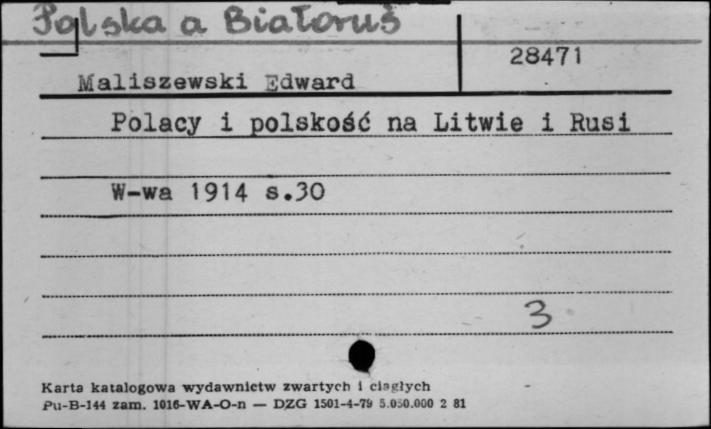 Polska a Białoruś
28471
Maliszewski Edward
Polacy i polskość na Litwie i Rusi
W-wa 1914 s.30
3
Karta katalogowa wydawnictw zwartych i ciągłych
Pu-B-144 zam. 1016-WA-O-n — DZG 1501-4-79 5.050.000 2 81